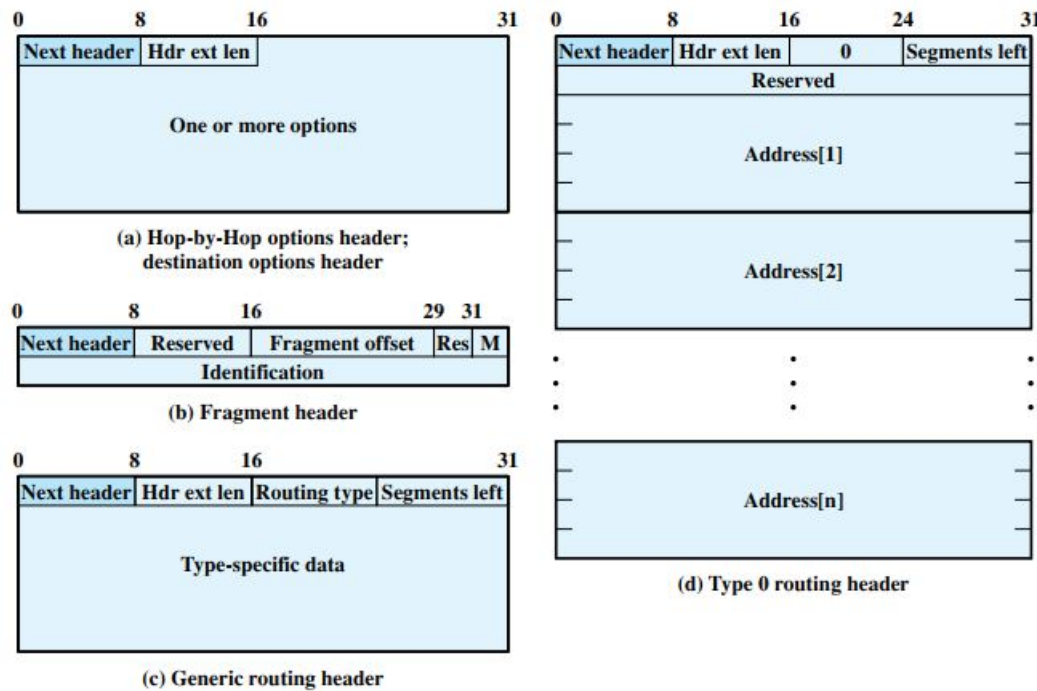 0 8 16 31
Next header Hdr ext len
One or more options
(a) Hop-by-Hop options header;
destination options header
0 8 16 29 31
Next header Reserved Fragment offset Res M
Identification
(b) Fragment header
0 8 16 31
Next header Hdr ext len Routing type Segments left
Type-specific data
(c) Generic routing header
0 8 16 24 31
Next header Hdr ext len 0 Segments left
Reserved
Address[1]
Address[2]
Address[n]
(d) Type 0 routing header